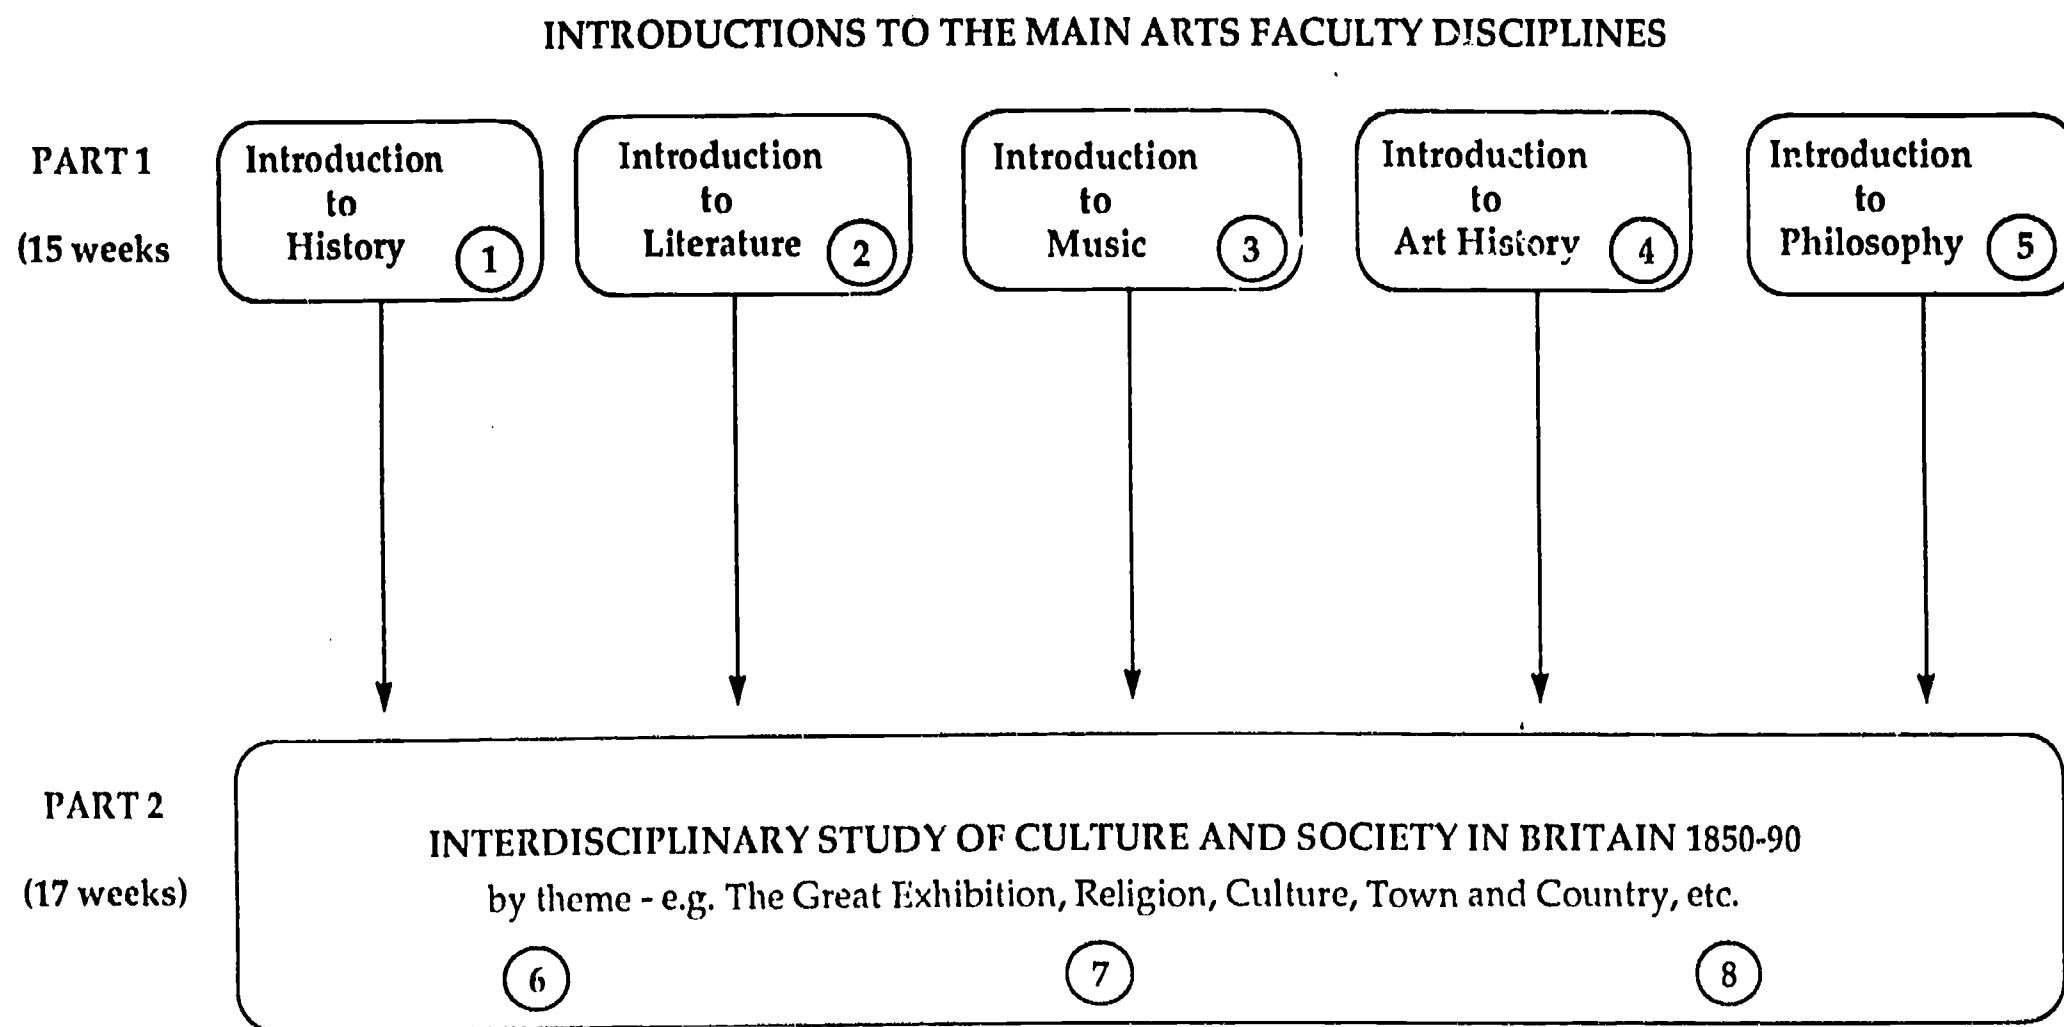 INTRODUCTIONS TO THE MAIN ARTS FACULTY DISCIPLINES
PART 1
(15 weeks
Introduction
to
History
1
Introduction
to
Literature
2
Introduction
to
Music
3
Introduction
to
Art History
4
Introduction
to
Philosophy
5
PART 2
(17 weeks)
INTERDISCIPLINARY STUDY OF CULTURE AND SOCIETY IN BRITAIN 1850-90
by theme - e.g. The Great Exhibition, Religion, Culture, Town and Country, etc.
6
7
8